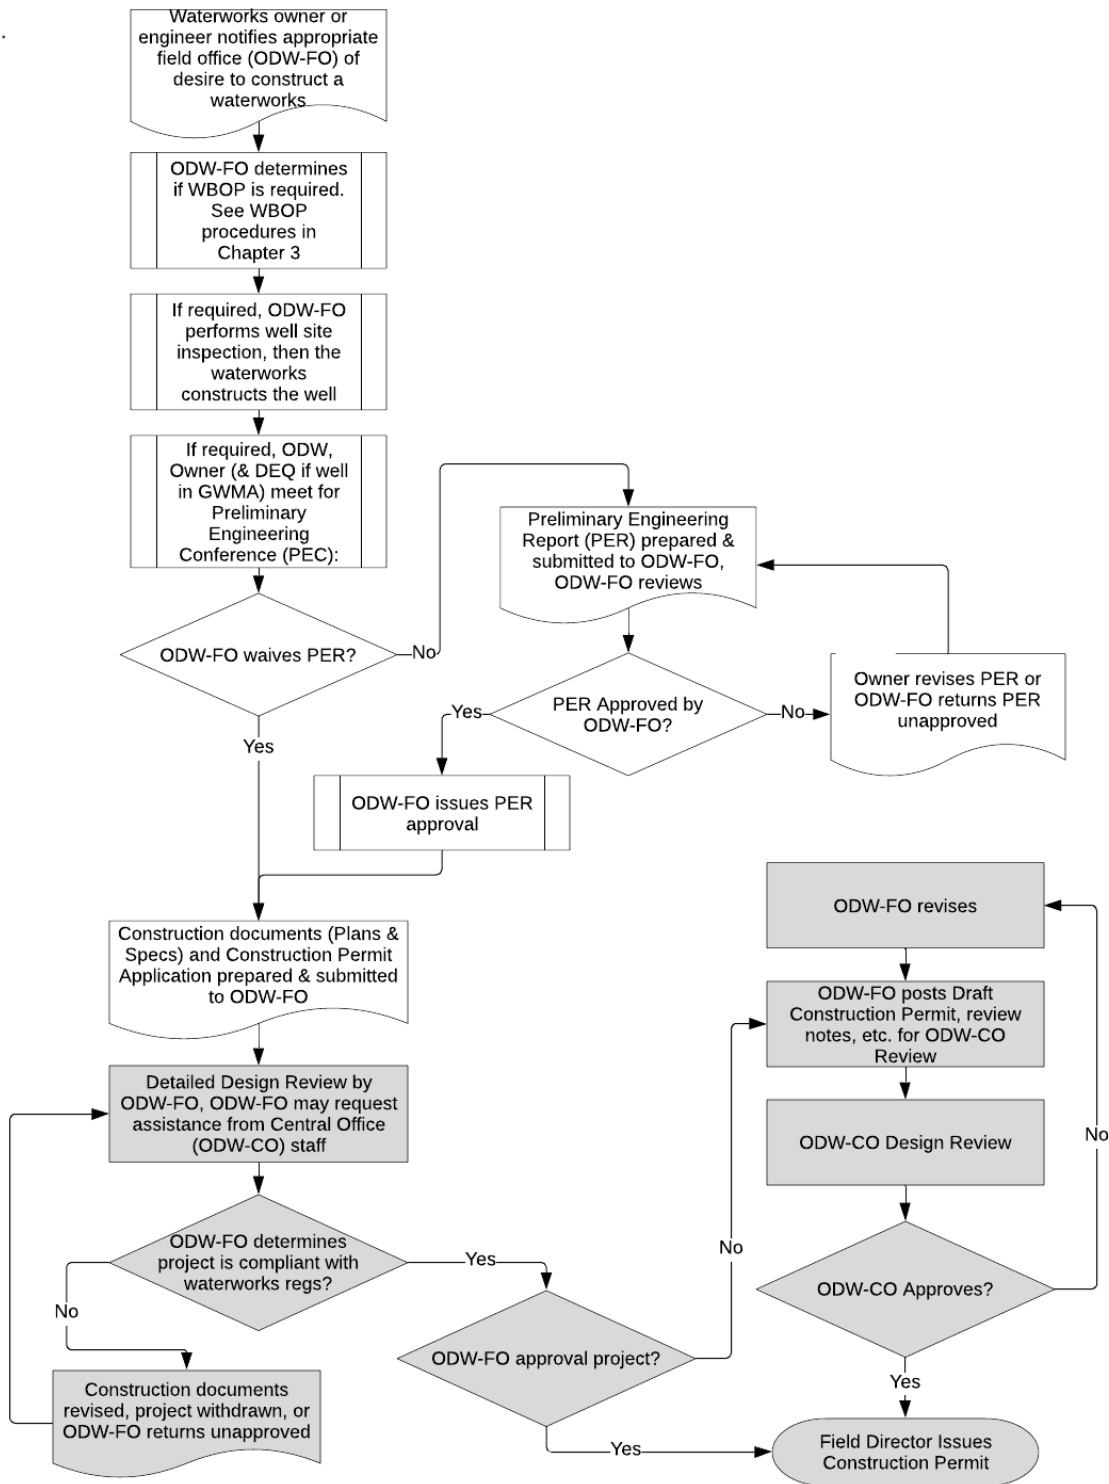 Waterworks owner or
engineer notifies appropriate
field office (ODW-FO) of
desire to construct a
waterworks
ODW-FO determines
if WBOP is required.
See WBOP
procedures in
Chapter 3
If required, ODW-FO
performs well site
inspection, then the
waterworks
constructs the well
If required, ODW,
Owner (& DEQ if well
in GWMA) meet for
Preliminary
Engineering
Conference (PEC):
ODW-FO waives PER?
No
Yes
Preliminary Engineering
Report (PER) prepared &
submitted to ODW-FO,
ODW-FO reviews
PER Approved by
ODW-FO?
Yes
No
Owner revises PER or
ODW-FO returns PER
unapproved
ODW-FO issues PER
approval
Construction documents (Plans &
Specs) and Construction Permit
Application prepared & submitted
to ODW-FO
Detailed Design Review by
ODW-FO, ODW-FO may request
assistance from Central Office
(ODW-CO) staff
ODW-FO determines
project is compliant with
waterworks regs?
No
Yes
Construction documents
revised, project withdrawn, or
ODW-FO returns unapproved
ODW-FO approval project?
No
Yes
ODW-FO revises
ODW-FO posts Draft
Construction Permit, review
notes, etc. for ODW-CO
Review
ODW-CO Design Review
ODW-CO Approves?
No
Yes
Field Director Issues
Construction Permit